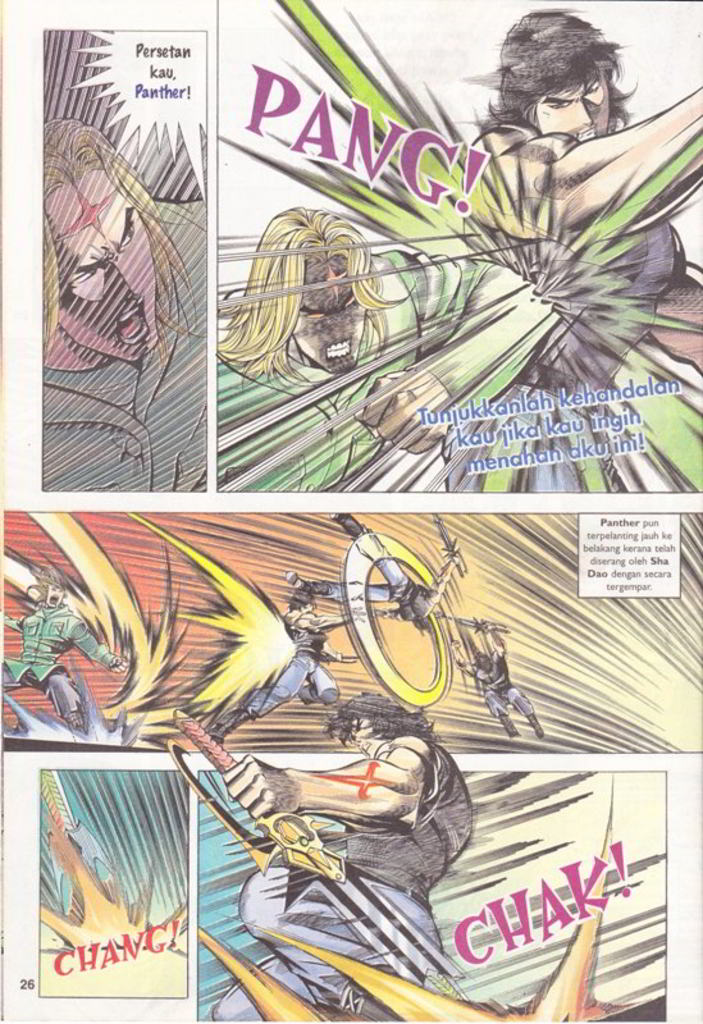 Persetan
kau,
Panther!
PANG!
Tunjukkanlah kehandalan
kau jika kau ingin
menahan aku ini!
Panther pun
terpelanting jauh ke
belakang kerana telah
diserang oleh Sha
Dao dengan secara
tergempar.
CHANG!
CHAK!
26